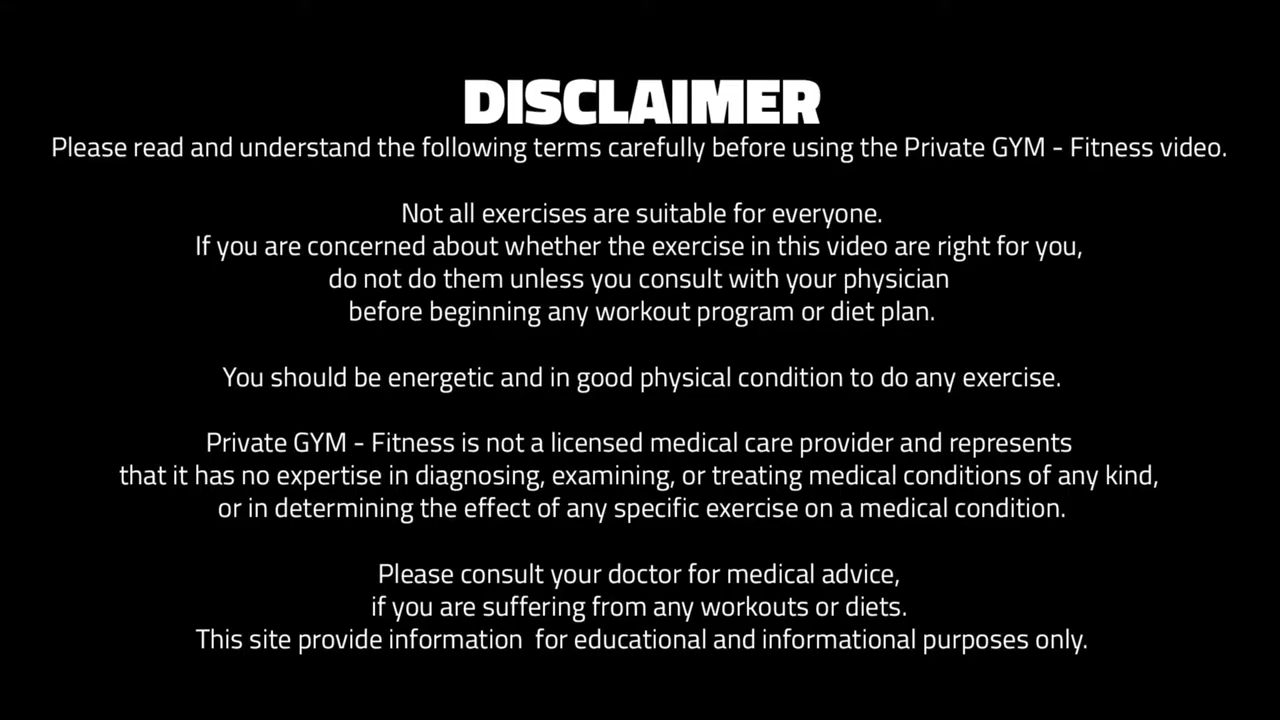 DISCLAIMER
Please read and understand the following terms carefully before using the Private GYM - Fitness video.
Not all exercises are suitable for everyone.
If you are concerned about whether the exercise in this video are right for you,
do not do them unless you consult with your physician
before beginning any workout program or diet plan.
You should be energetic and in good physical condition to do any exercise.
Private GYM - Fitness is not a licensed medical care provider and represents
that it has no expertise in diagnosing, examining, or treating medical conditions of any kind,
or in determining the effect of any specific exercise on a medical condition.
Please consult your doctor for medical advice,
if you are suffering from any workouts or diets.
This site provide information  for educational and informational purposes only.